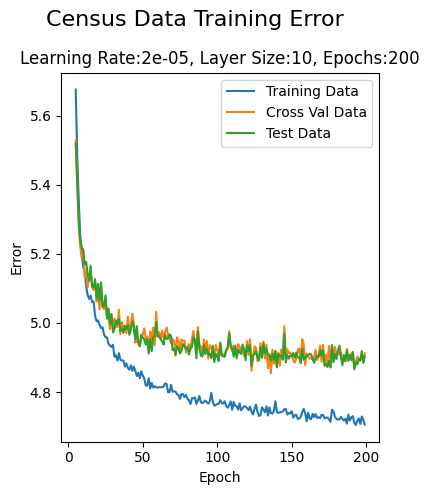 Census Data Training Error
Learning Rate:2e-05, Layer Size:10, Epochs:200
Training Data
Cross Val Data
Test Data
5.6
5.4
5.2
5.0
4.8
Error
0 50 100 150 200
Epoch